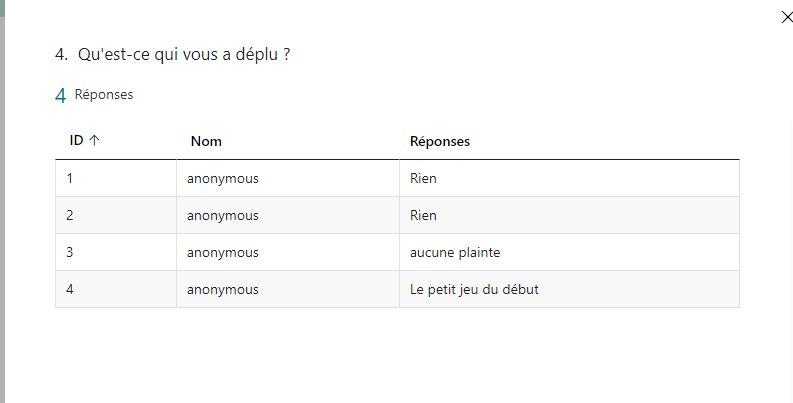 4. Qu'est-ce qui vous a déplu ?
4 Réponses
ID ↑ Nom Réponses
1 anonymous Rien
2 anonymous Rien
3 anonymous aucune plainte
4 anonymous Le petit jeu du début